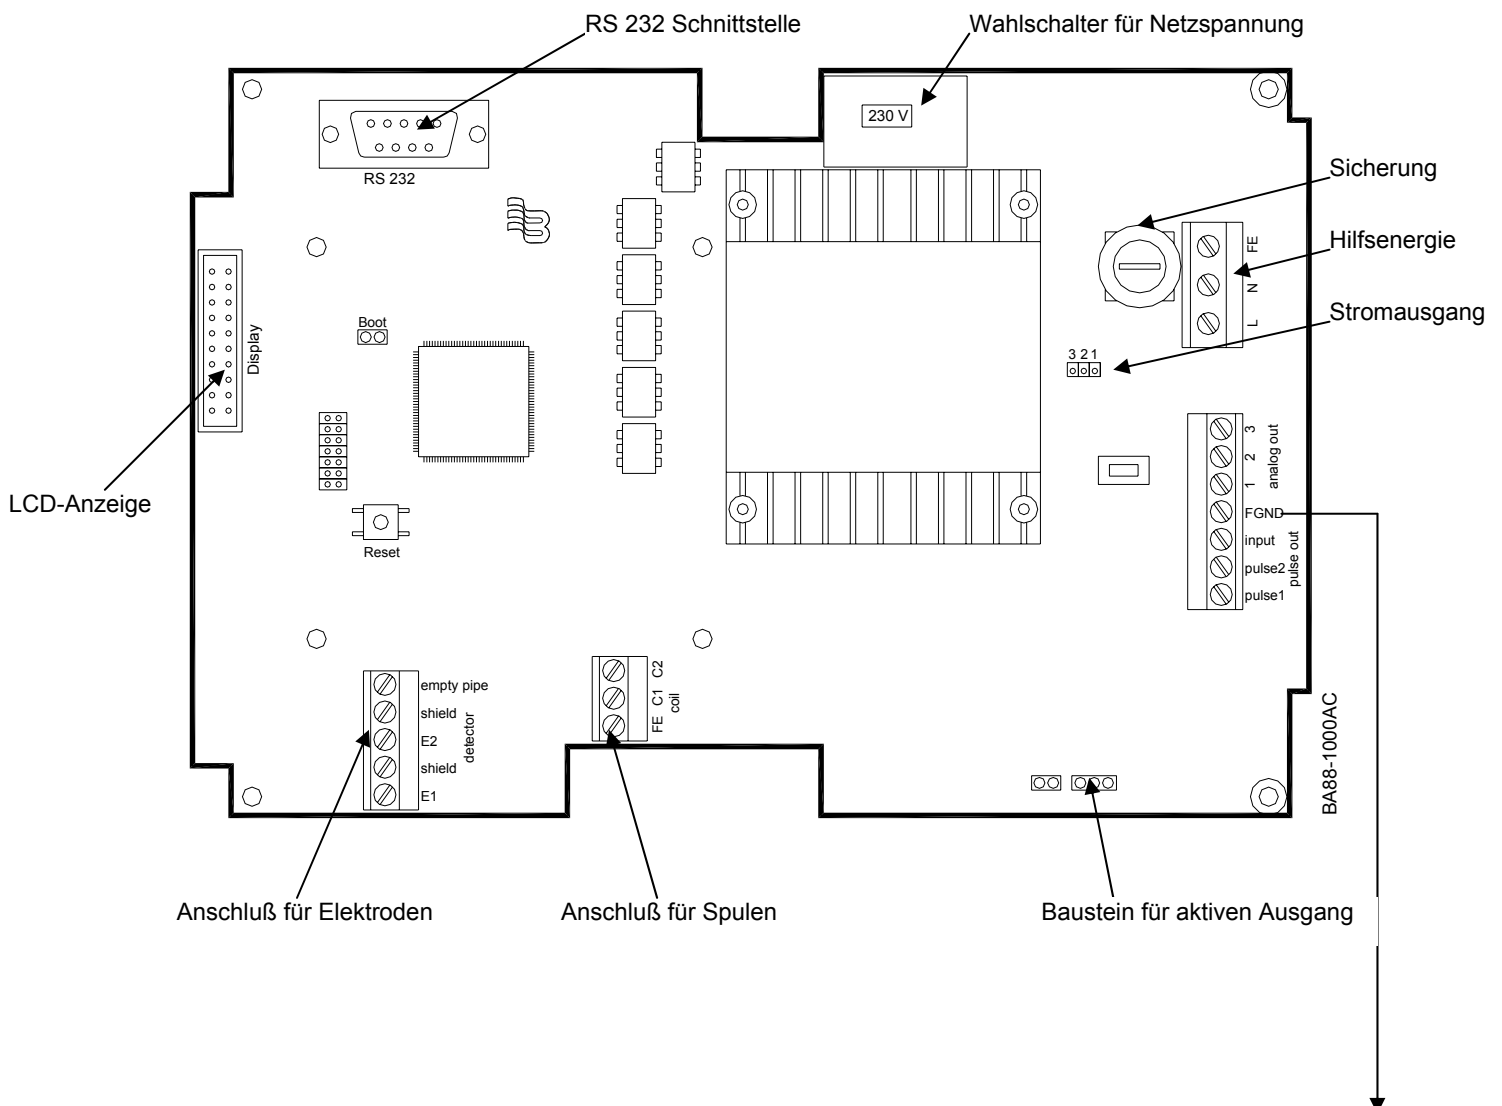 RS 232 Schnittstelle
Wahlschalter für Netzspannung
230 V
RS 232
Sicherung
Hilfsenergie
FE
N
L
Stromausgang
3 2 1
Display
Boot
LCD-Anzeige
Reset
3
2
1
analog out
FGND
input
pulse2
pulse1
pulse out
empty pipe
shield
E2
shield
E1
detector
C2
C1
FE
coil
BA88-1000AC
Anschluß für Elektroden
Anschluß für Spulen
Baustein für aktiven Ausgang